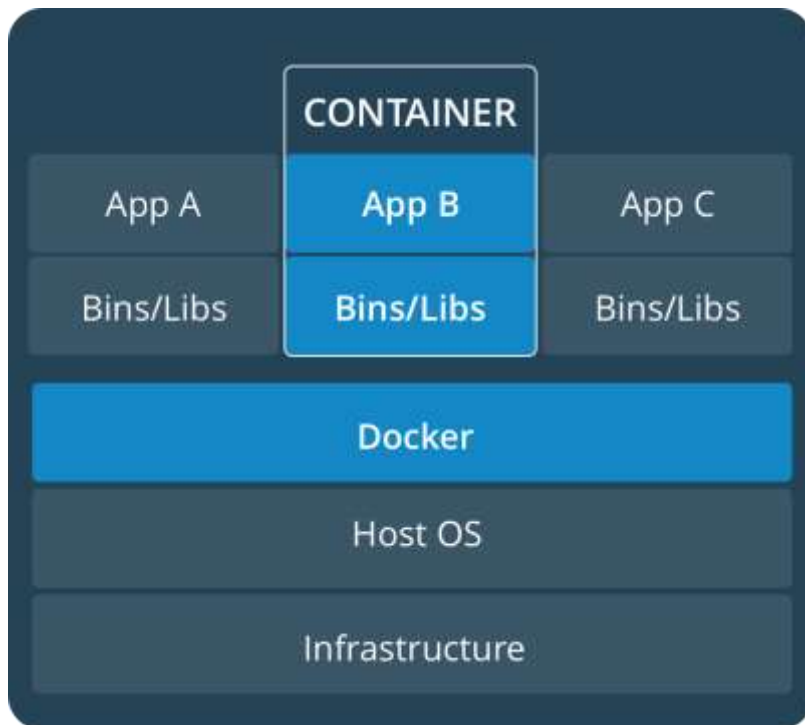 CONTAINER
App A App B App C
Bins/Libs Bins/Libs Bins/Libs
Docker
Host OS
Infrastructure